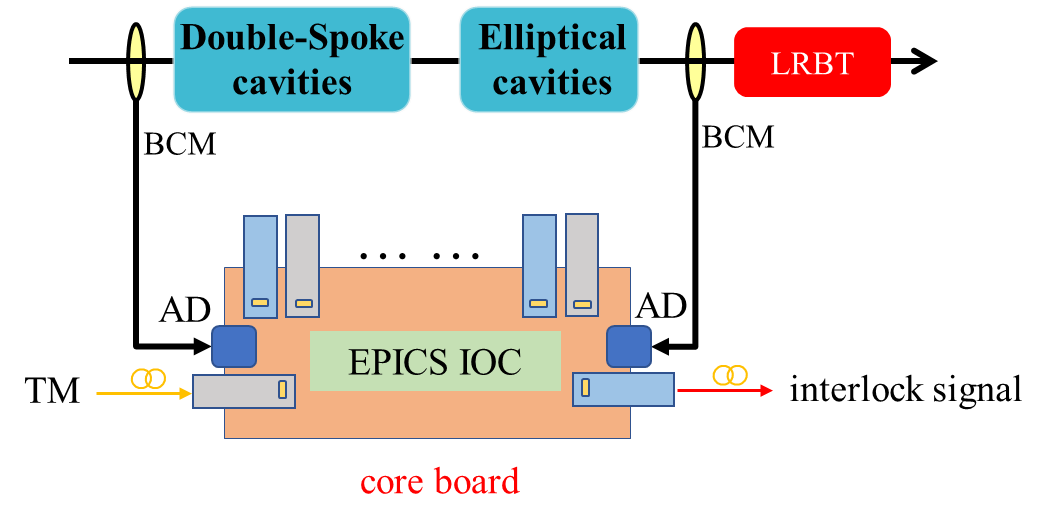 Double-Spoke
cavities
Elliptical
cavities
LRBT
BCM
BCM
... ...
AD
AD
EPICS IOC
TM
interlock signal
core board